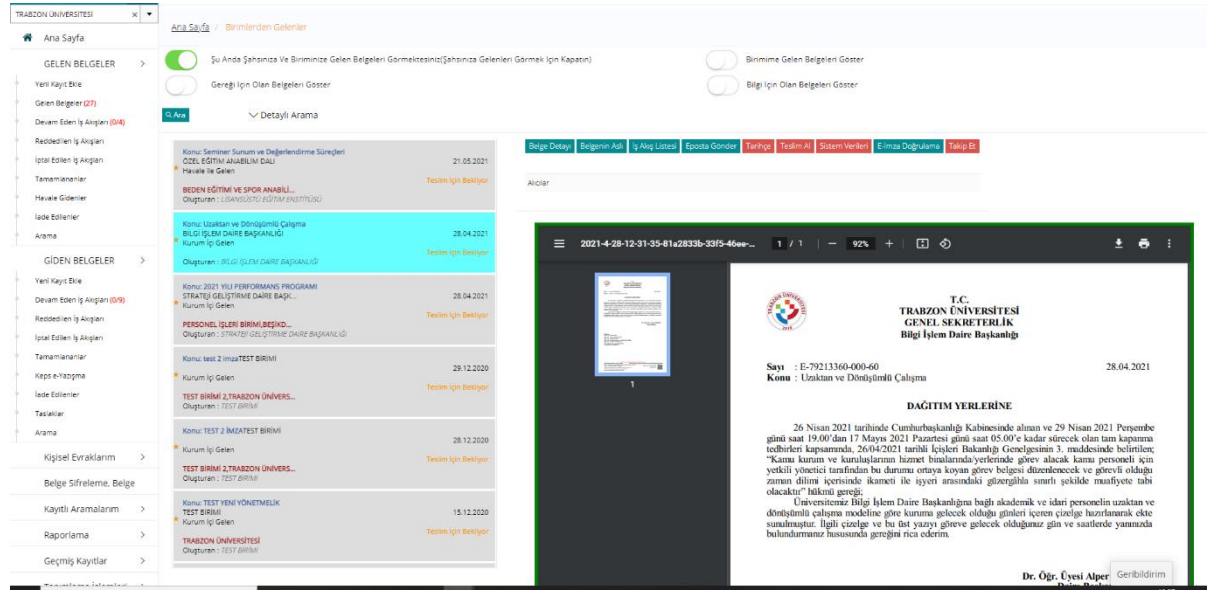 TRABZON ÜNİVERSİTESİ
Ana Sayfa
GELEN BELGELER
Yeni Kayıt Ekle
Gelen Belgeler (27)
Devam Eden İş Akışları (0/4)
Reddedilen İş Akışları
İptal Edilen İş Akışları
Tamamlananlar
Havale Gidenler
İade Edilenler
Arama
GİDEN BELGELER
Yeni Kayıt Ekle
Devam Eden İş Akışları (0/9)
Reddedilen İş Akışları
İptal Edilen İş Akışları
Tamamlananlar
Keps e-Yazışma
İade Edilenler
Taslaklar
Arama
Kişisel Evraklarım
Belge Sifreleme, Belge
Kayıtlı Aramalarım
Raporlama
Geçmiş Kayıtlar
Ana Sayfa / Birimlerden Gelenler
Şu Anda Şahsınıza Ve Biriminize Gelen Belgeleri Görmektesiniz(Şahsınıza Gelenleri Görmek İçin Kapatın)
Birimime Gelen Belgeleri Göster
Gereği İçin Olan Belgeleri Göster
Bilgi İçin Olan Belgeleri Göster
Ara
Detaylı Arama
Konu: Seminer Sunum ve Değerlendirme Süreçleri
ÖZEL EĞİTİM ANABİLİM DALI
21.05.2021
Havale İle Gelen
Teslim İçin Bekliyor
BEDEN EĞİTİMİ VE SPOR ANABİLİ...
Oluşturan : LİSANSÜSTÜ EĞİTİM ENSTİTÜSÜ
Konu: Uzaktan ve Dönüşümlü Çalışma
BİLGİ İŞLEM DAİRE BAŞKANLIĞI
28.04.2021
Kurum İçi Gelen
Teslim İçin Bekliyor
Oluşturan : BİLGİ İŞLEM DAİRE BAŞKANLIĞI
Konu: 2021 YILI PERFORMANS PROGRAMI
STRATEJİ GELİŞTİRME DAİRE BAŞK...
28.04.2021
Kurum İçi Gelen
Teslim İçin Bekliyor
PERSONEL İŞLERİ BİRİMİ,BEŞİKD...
Oluşturan : STRATEJİ GELİŞTİRME DAİRE BAŞKANLIĞI
Konu: test 2 imzaTEST BİRİMİ
29.12.2020
Kurum İçi Gelen
Teslim İçin Bekliyor
TEST BİRİMİ 2,TRABZON ÜNİVERS...
Oluşturan : TEST BİRİMİ
Konu: TEST 2 İMZATEST BİRİMİ
28.12.2020
Kurum İçi Gelen
Teslim İçin Bekliyor
TEST BİRİMİ 2,TRABZON ÜNİVERS...
Oluşturan : TEST BİRİMİ
Konu: TEST YENİ YÖNETMELİK
TEST BİRİMİ
15.12.2020
Kurum İçi Gelen
Teslim İçin Bekliyor
TRABZON ÜNİVERSİTESİ
Oluşturan : TEST BİRİMİ
Belge Detayı Belgenin Aslı İş Akış Listesi Eposta Gönder Tarihçe Teslim Al Sistem Verileri E-İmza Doğrulama Takip Et
Alıcılar
2021-4-28-12-31-35-81a2833b-33f5-46ee-... 1 / 1 92%
1
T.C.
TRABZON ÜNİVERSİTESİ
GENEL SEKRETERLİK
Bilgi İşlem Daire Başkanlığı
Sayı : E-79213360-000-60 28.04.2021
Konu : Uzaktan ve Dönüşümlü Çalışma
DAĞITIM YERLERİNE
26 Nisan 2021 tarihinde Cumhurbaşkanlığı Kabinesinde alınan ve 29 Nisan 2021 Perşembe
günü saat 19.00'dan 17 Mayıs 2021 Pazartesi günü saat 05.00'e kadar sürecek olan tam kapanma
tedbirleri kapsamında, 26/04/2021 tarihli İçişleri Bakanlığı Genelgesinin 3. maddesinde belirtilen;
"Kamu kurum ve kuruluşlarının hizmet binalarında/yerlerinde görev alacak kamu personeli için
yetkili yönetici tarafından bu durumu ortaya koyan görev belgesi düzenlenecek ve görevli olduğu
zaman dilimi içerisinde ikameti ile işyeri arasındaki güzergâhla sınırlı şekilde muafiyete tabi
olacaktır" hükmü gereği;
Üniversitemiz Bilgi İşlem Daire Başkanlığına bağlı akademik ve idari personelin uzaktan ve
dönüşümlü çalışma modeline göre kuruma gelecek olduğu günleri içeren çizelge hazırlanarak ekte
sunulmuştur. İlgili çizelge ve bu üst yazıyı göreve gelecek olduğunuz gün ve saatlerde yanınızda
bulundurmanız hususunda gereğini rica ederim.
Dr. Öğr. Üyesi Alper
Geribildirim